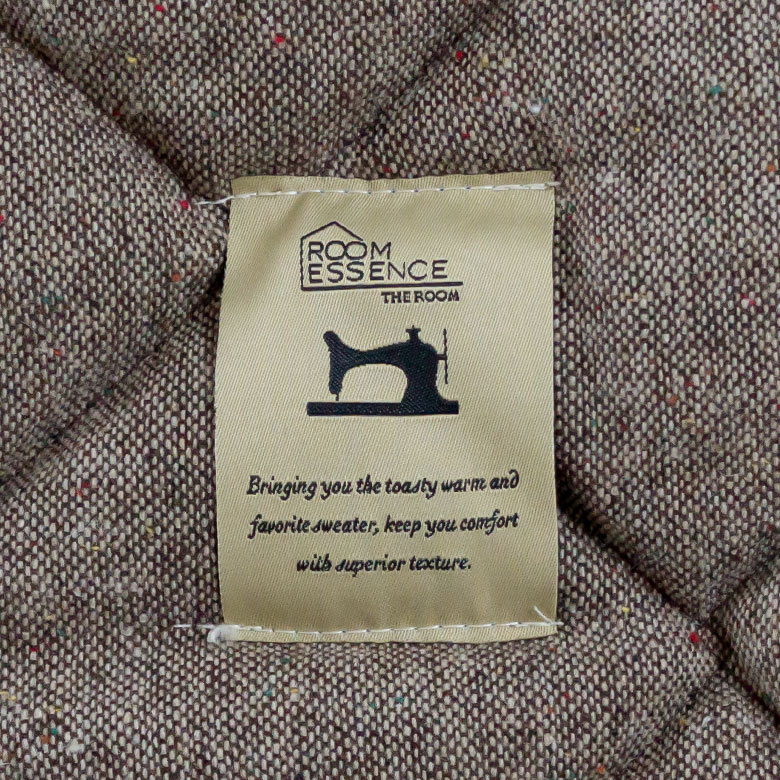 ROOM
ESSENCE
THE ROOM
Bringing you the toasty warm and
favorite sweater, keep you comfort
with superior texture.